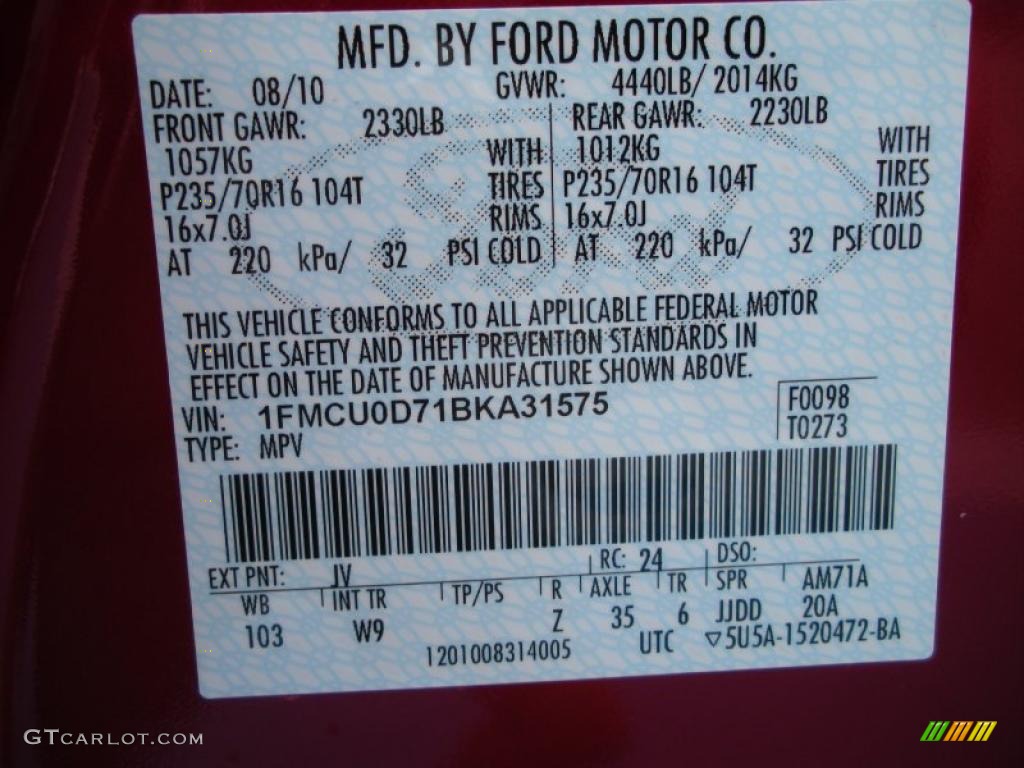 MFD. BY FORD MOTOR CO.
DATE: 08/10 GVWR: 4440LB/ 2014KG
FRONT GAWR: 2330LB REAR GAWR: 2230LB
1057KG WITH 1012KG WITH
P235/70R16 104T TIRES P235/70R16 104T TIRES
16x7.0J RIMS 16x7.0J RIMS
AT 220 kPa/ 32 PSI COLD AT 220 kPa/ 32 PSI COLD
THIS VEHICLE CONFORMS TO ALL APPLICABLE FEDERAL MOTOR
VEHICLE SAFETY AND THEFT PREVENTION STANDARDS IN
EFFECT ON THE DATE OF MANUFACTURE SHOWN ABOVE.
VIN: 1FMCU0D71BKA31575 F0098
TYPE: MPV T0273
EXT PNT: JV RC: 24 DSO:
WB INT TR TP/PS R AXLE TR SPR AM71A
103 W9 Z 35 6 JJDD 20A
1201008314005 UTC ▽5U5A-1520472-BA
GTCARLOT.COM